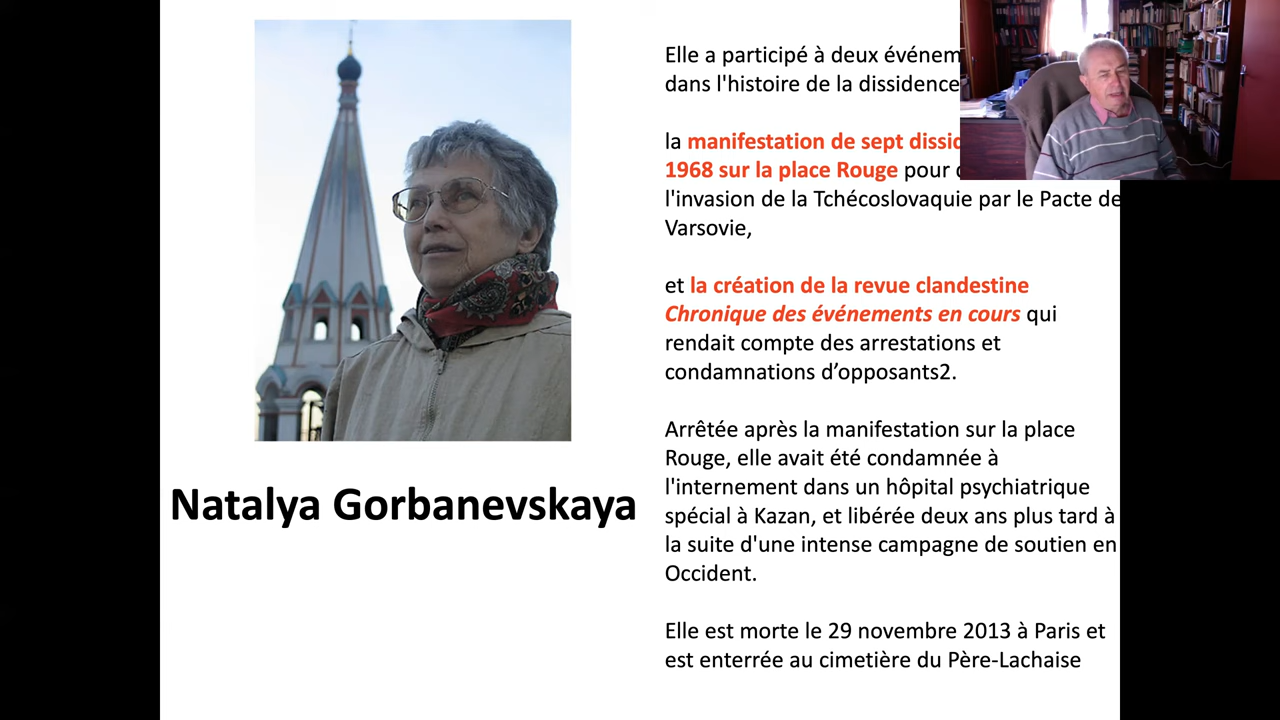 Natalya Gorbanevskaya
Elle a participé à deux
dans l'histoire de la dissidence
la manifestation de sept
1968 sur la place Rouge pour
l'invasion de la Tchécoslovaquie par le Pacte de
Varsovie,
et la création de la revue clandestine
Chronique des événements en cours qui
rendait compte des arrestations et
condamnations d’opposants2.
Arrêtée après la manifestation sur la place
Rouge, elle avait été condamnée à
l'internement dans un hôpital psychiatrique
spécial à Kazan, et libérée deux ans plus tard à
la suite d'une intense campagne de soutien en
Occident.
Elle est morte le 29 novembre 2013 à Paris et
est enterrée au cimetière du Père-Lachaise